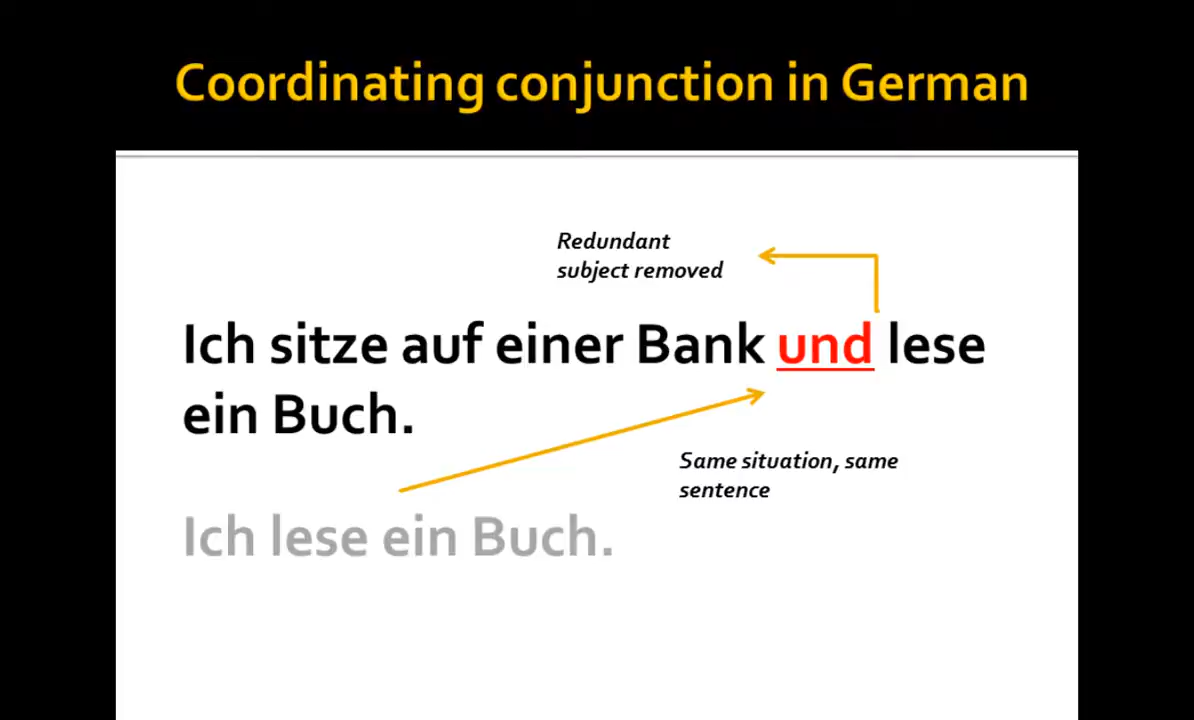 Coordinating conjunction in German
Redundant
subject removed
Ich sitze auf einer Bank und lese
ein Buch.
Same situation, same
sentence
Ich lese ein Buch.